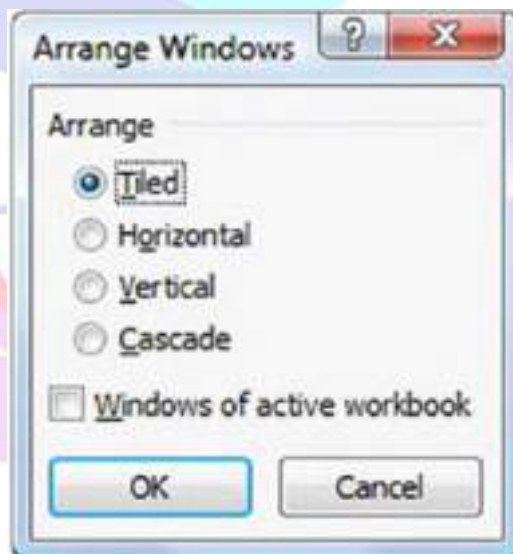 Arrange Windows ?
Arrange
Tiled
Horizontal
Vertical
Cascade
Windows of active workbook
OK Cancel